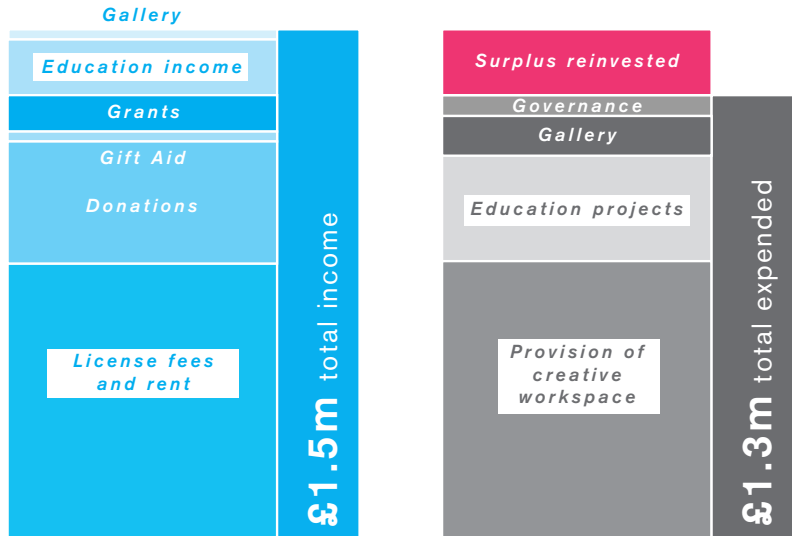 Gallery
Education income
Grants
Gift Aid
Donations
License fees
and rent
£1.5m total income
Surplus reinvested
Governance
Gallery
Education projects
Provision of
creative
workspace
£1.3m total expended